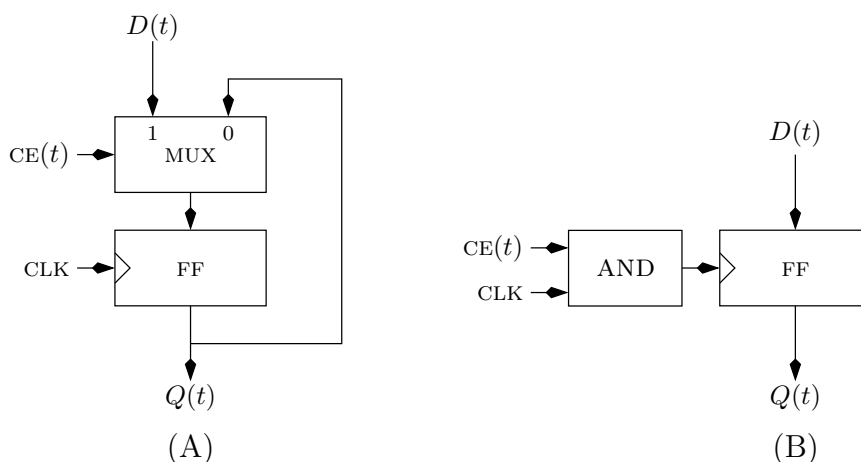 D(t)
1 0
CE(t)
MUX
CLK
FF
Q(t)
(A)
D(t)
CE(t)
CLK
AND
FF
Q(t)
(B)